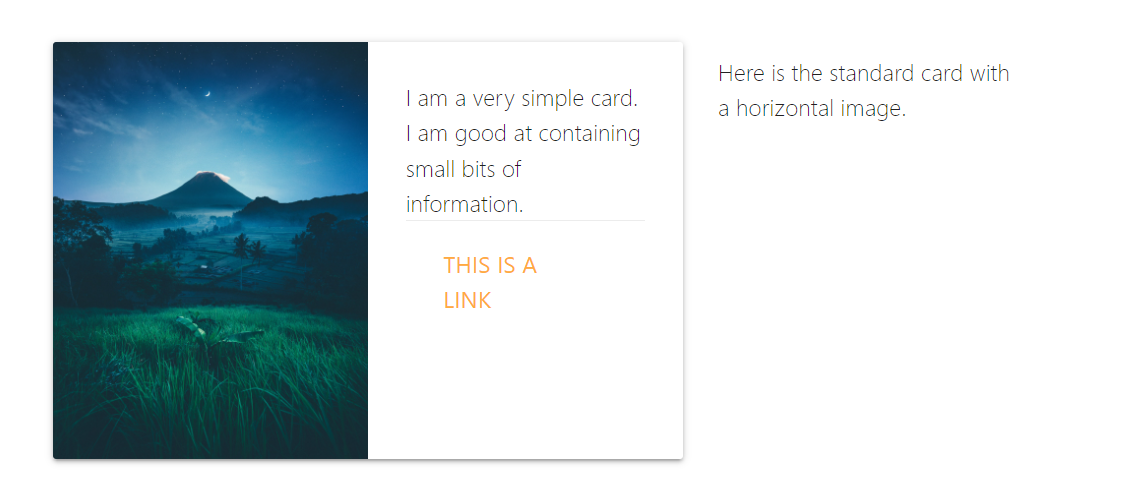 I am a very simple card.
I am good at containing
small bits of
information.
THIS IS A
LINK
Here is the standard card with
a horizontal image.